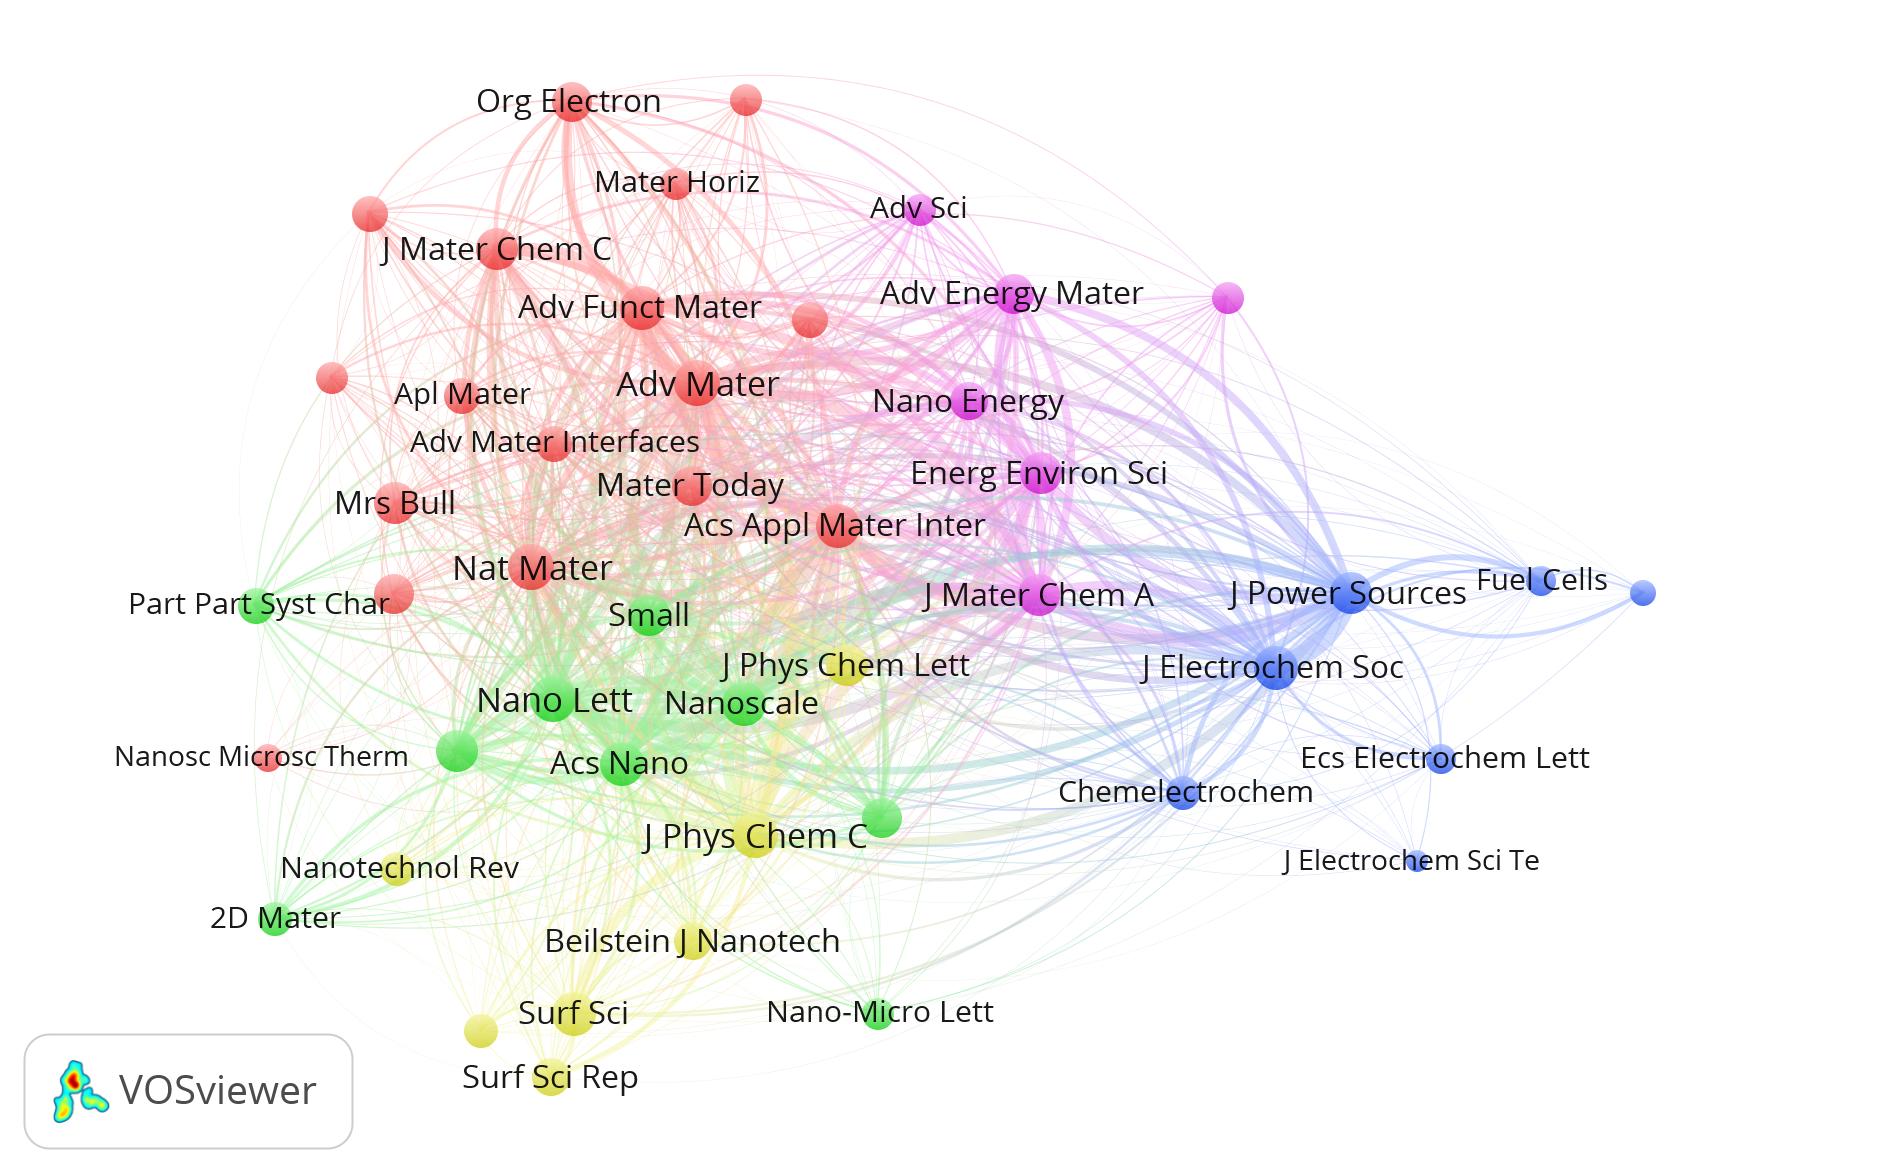 Org Electron
Mater Horiz
Adv Sci
J Mater Chem C
Adv Energy Mater
Adv Funct Mater
Adv Mater
Apl Mater
Nano Energy
Adv Mater Interfaces
Energ Environ Sci
Mater Today
Mrs Bull
Acs Appl Mater Inter
Nat Mater
Fuel Cells
J Mater Chem A
J Power Sources
Part Part Syst Char
Small
J Phys Chem Lett
J Electrochem Soc
Nano Lett
Nanoscale
Nanosc Microsc Therm
Acs Nano
Ecs Electrochem Lett
Chemelectrochem
J Phys Chem C
J Electrochem Sci Te
Nanotechnol Rev
2D Mater
Beilstein J Nanotech
Surf Sci
Nano-Micro Lett
Surf Sci Rep
VOSviewer